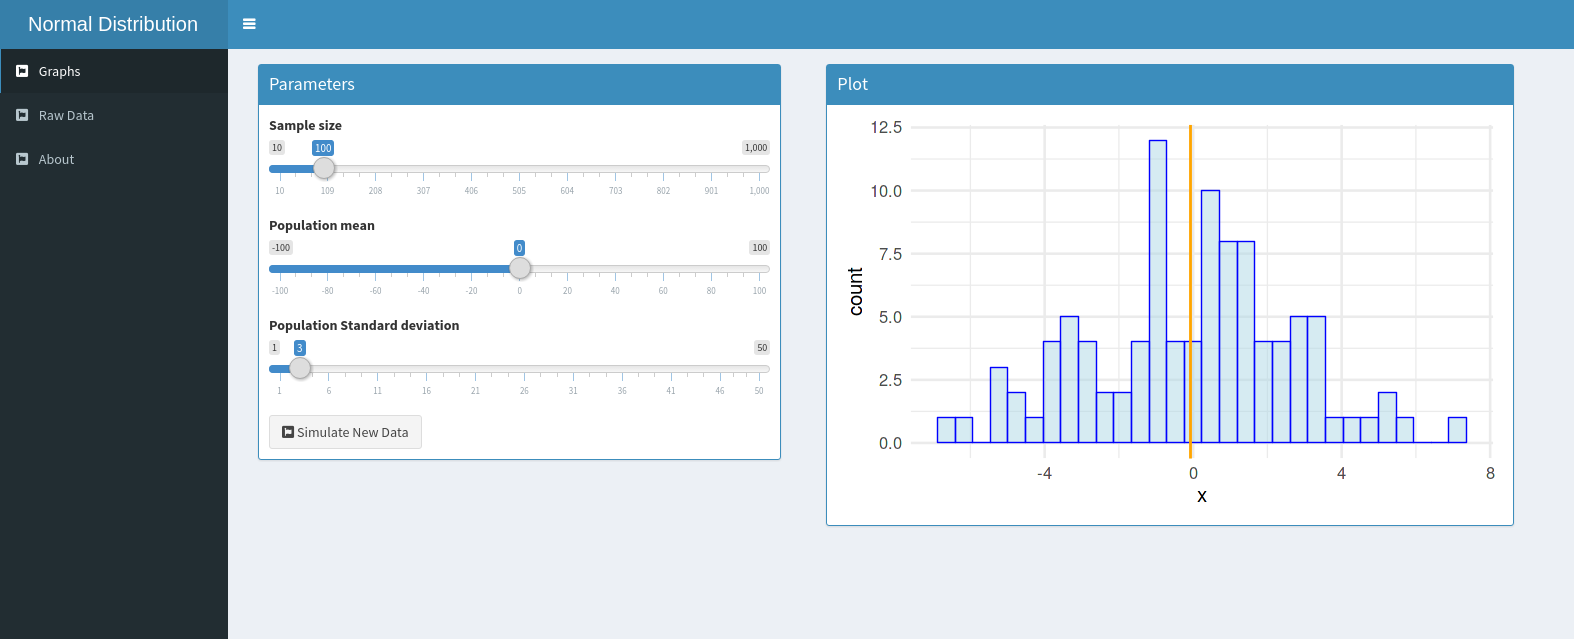 Normal Distribution
Graphs
Raw Data
About
Parameters
Sample size
10 100 1,000
10 109 208 307 406 505 604 703 802 901 1,000
Population mean
-100 0 100
-100 -80 -60 -40 -20 0 20 40 60 80 100
Population Standard deviation
1 3 50
1 6 11 16 21 26 31 36 41 46 50
Simulate New Data
Plot
12.5
10.0
7.5
5.0
2.5
0.0
count
-4 0 4 8
x